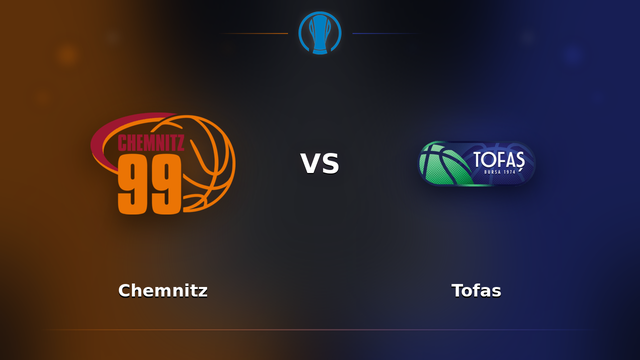 CHEMNITZ
99
VS
TOFAŞ
BURSA 1974
Chemnitz
Tofas